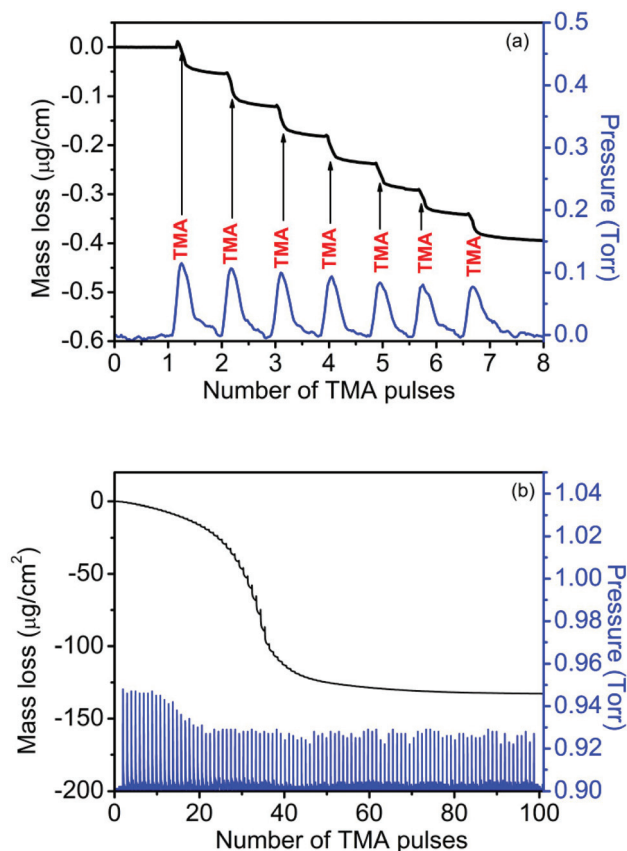 (a)
0.0
-0.1
-0.2
-0.3
-0.4
-0.5
-0.6
Mass loss (μg/cm)
0.5
0.4
0.3
0.2
0.1
0.0
Pressure (Torr)
TMA TMA TMA TMA TMA TMA TMA
0 1 2 3 4 5 6 7 8
Number of TMA pulses
(b)
0
-50
-100
-150
-200
Mass loss (μg/cm²)
1.04
1.02
1.00
0.98
0.96
0.94
0.92
0.90
Pressure (Torr)
0 20 40 60 80 100
Number of TMA pulses